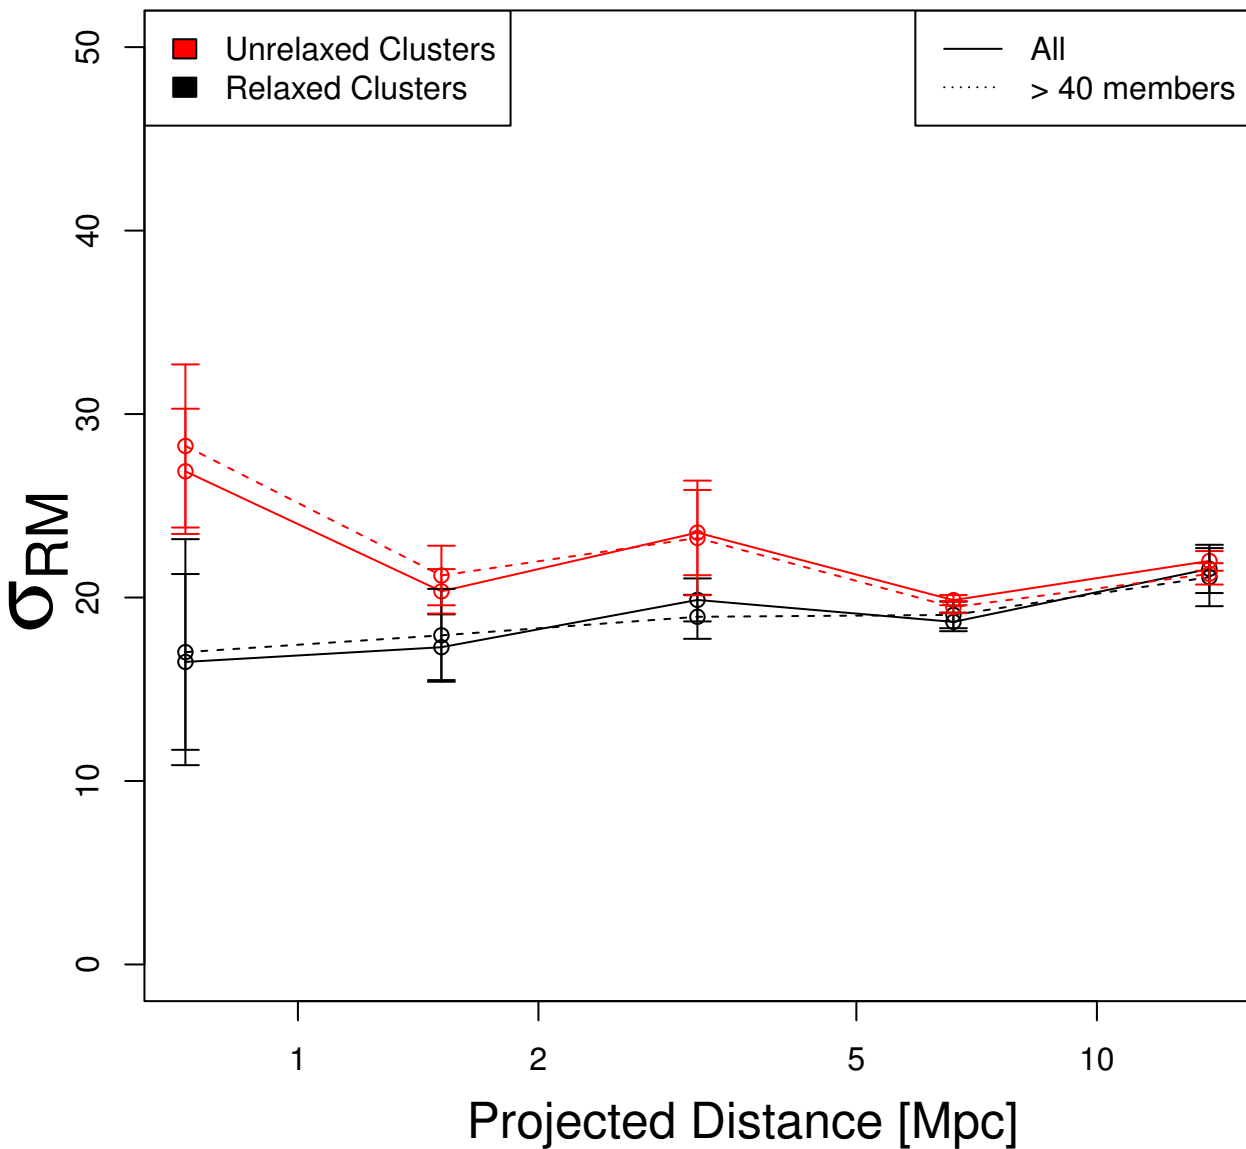 Unrelaxed Clusters
Relaxed Clusters
All
> 40 members
50
40
30
20
10
0
σRM
1 2 5 10
Projected Distance [Mpc]